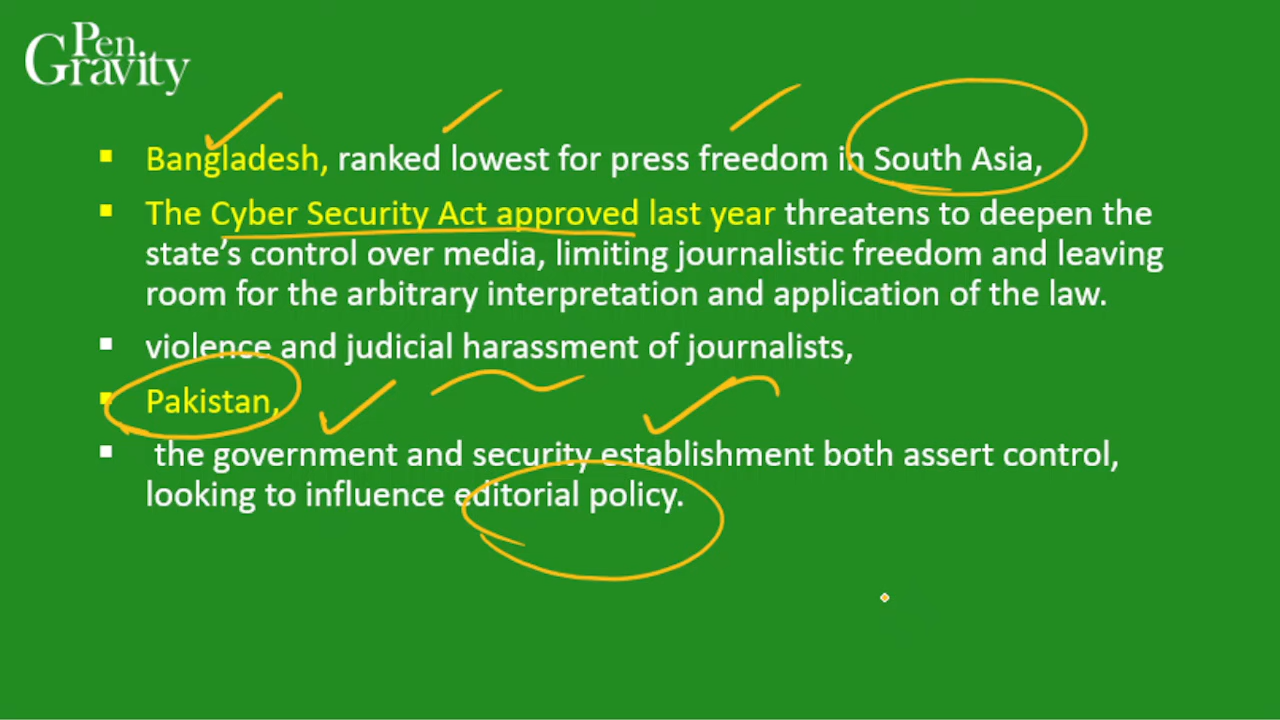 Pen
Gravity
▪ Bangladesh, ranked lowest for press freedom in South Asia,
▪ The Cyber Security Act approved last year threatens to deepen the
state's control over media, limiting journalistic freedom and leaving
room for the arbitrary interpretation and application of the law.
▪ violence and judicial harassment of journalists,
▪ Pakistan,
▪ the government and security establishment both assert control,
looking to influence editorial policy.